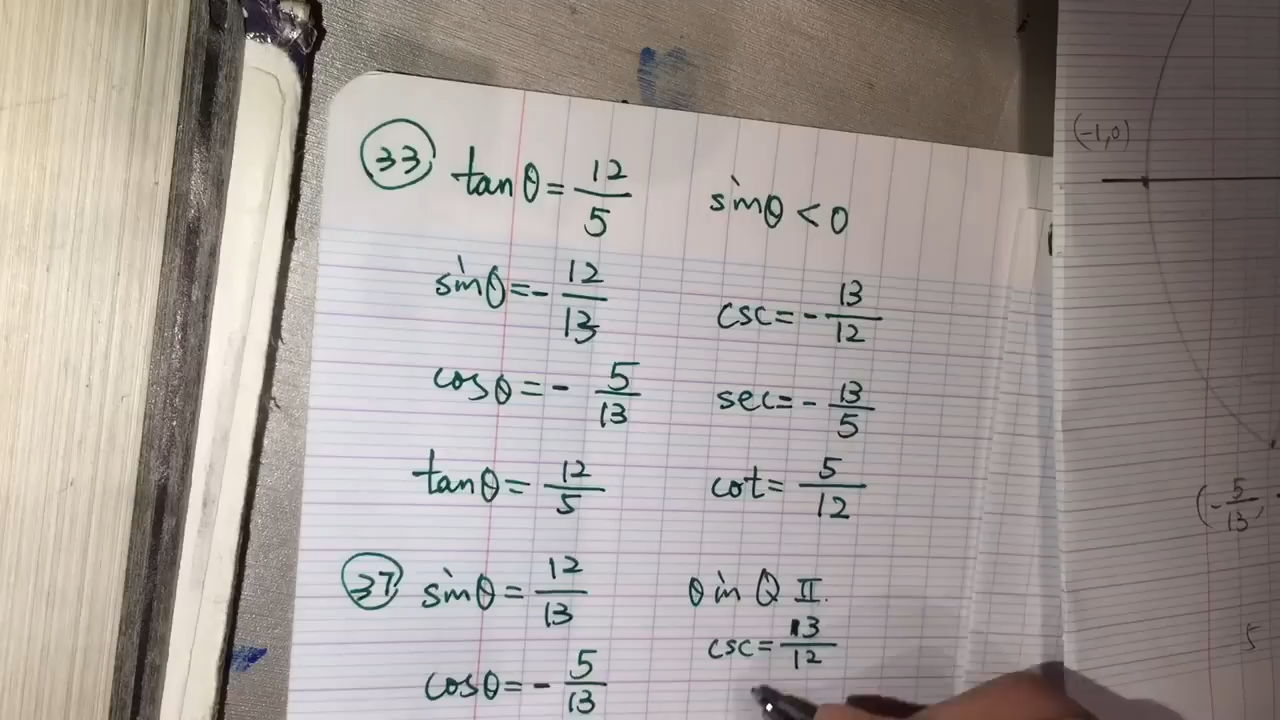 33 tanθ = 12/5 sinθ < 0
sinθ = - 12/13 csc = - 13/12
cosθ = - 5/13 sec = - 13/5
tanθ = 12/5 cot = 5/12
37 sinθ = 12/13 θ in Q II.
csc = 13/12
cosθ = - 5/13
(-1,0)
(- 5/13,
5